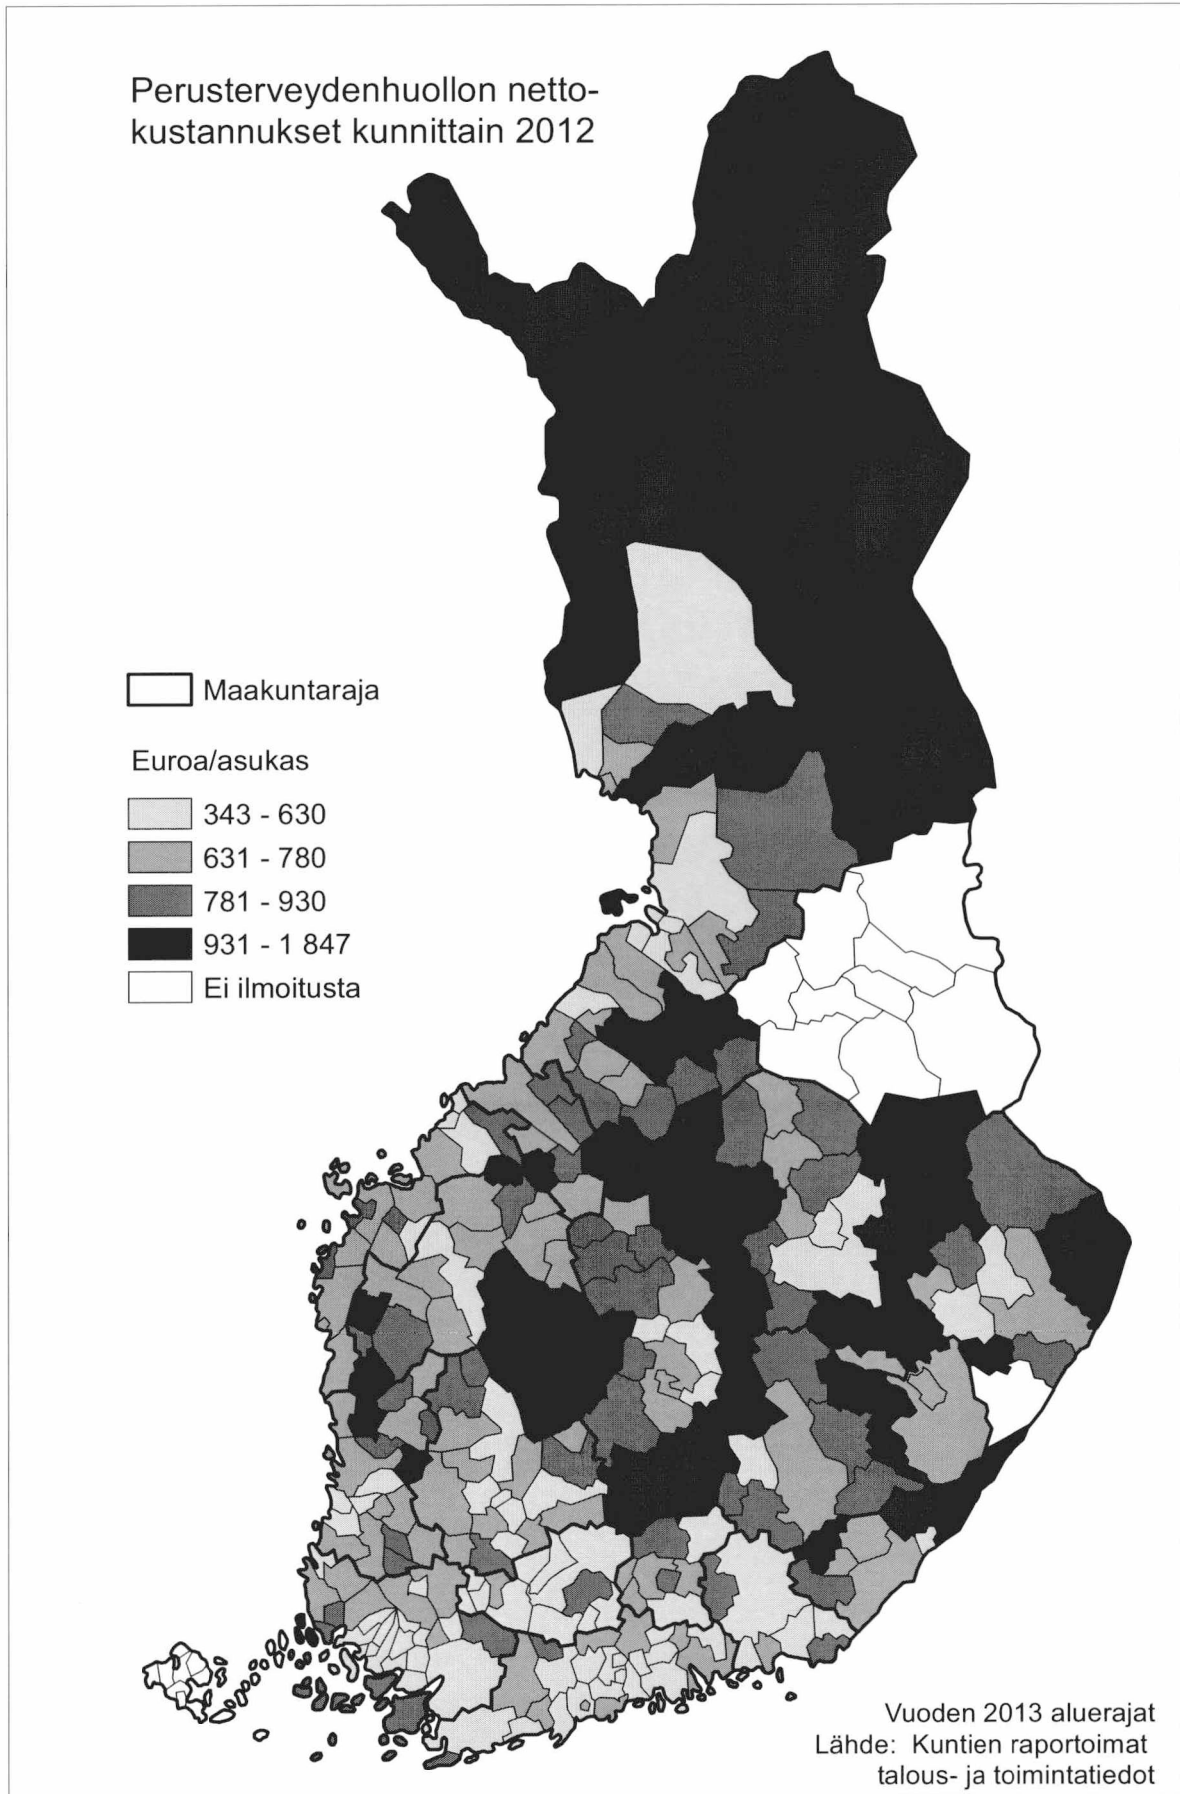 Perusterveydenhuollon netto-
kustannukset kunnittain 2012
Maakuntaraja
Euroa/asukas
343 - 630
631 - 780
781 - 930
931 - 1 847
Ei ilmoitusta
Vuoden 2013 aluerajat
Lähde: Kuntien raportoimat
talous- ja toimintatiedot